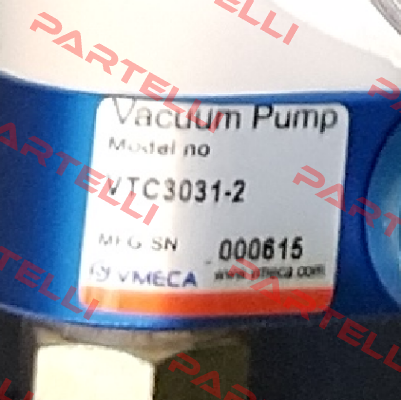 Vacuum Pump
Model no
VTC3031-2
MFG SN 000615
VMECA www.vmeca.com
PARTELLI
PARTELLI
PARTELLI
PARTELLI
PARTELLI